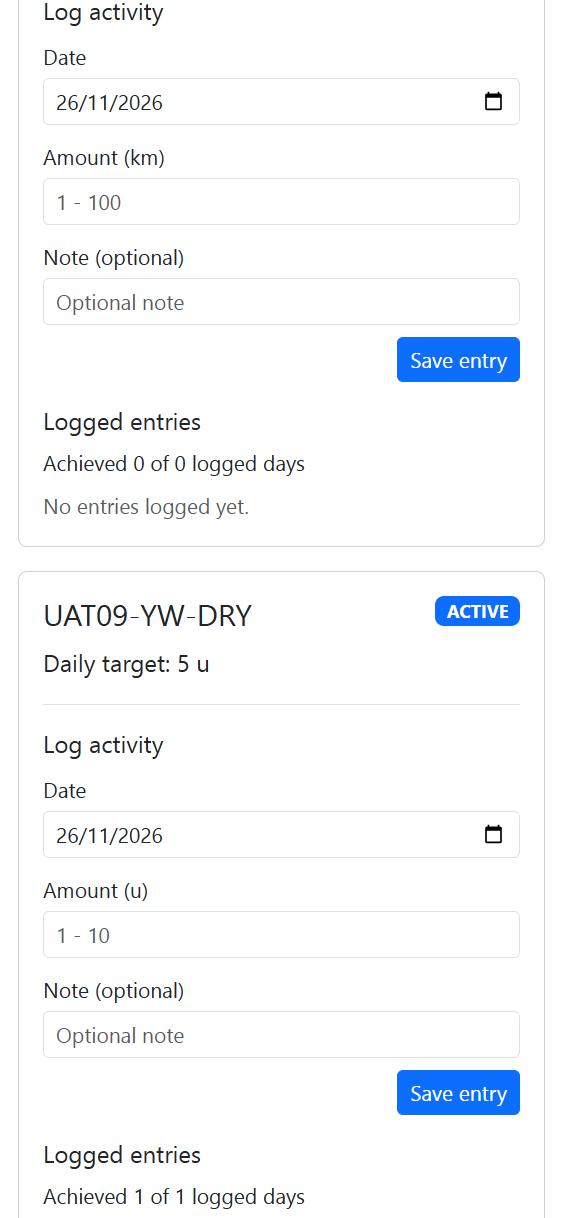 Log activity
Date
26/11/2026
Amount (km)
1 - 100
Note (optional)
Optional note
Save entry
Logged entries
Achieved 0 of 0 logged days
No entries logged yet.
UAT09-YW-DRY
ACTIVE
Daily target: 5 u
Log activity
Date
26/11/2026
Amount (u)
1 - 10
Note (optional)
Optional note
Save entry
Logged entries
Achieved 1 of 1 logged days